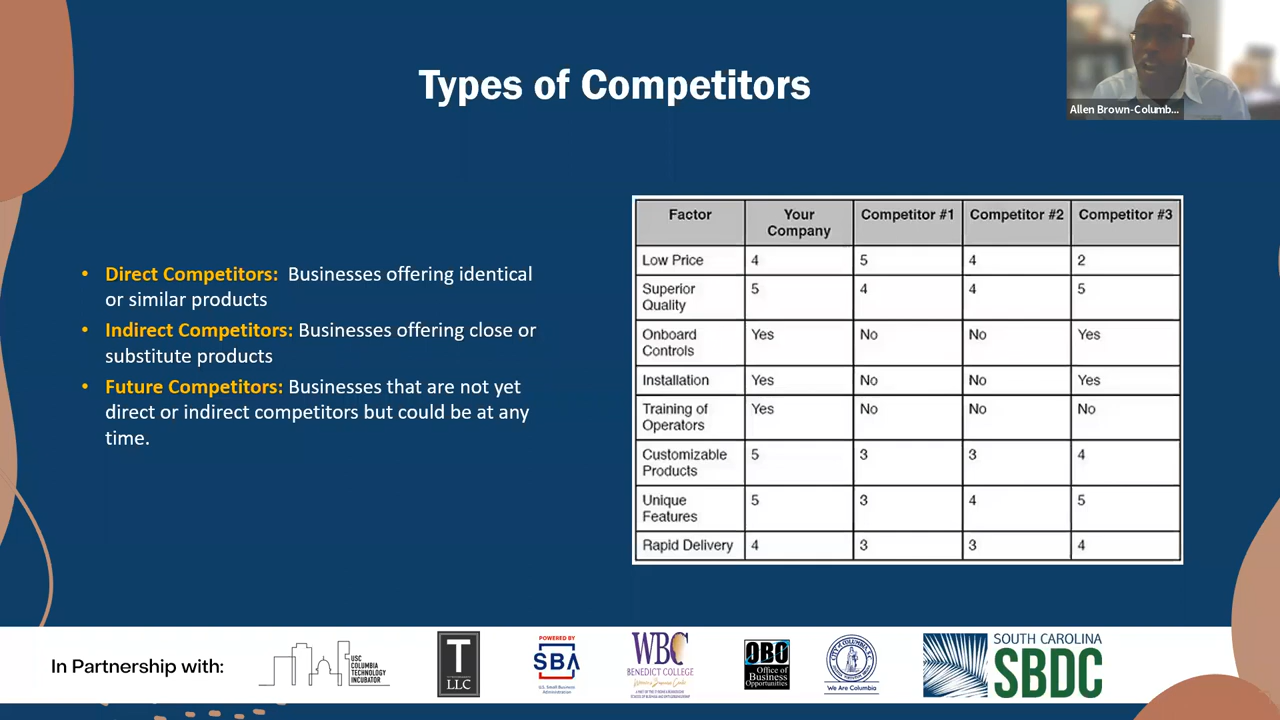 Types of Competitors
Allen Brown-Columb...
• Direct Competitors: Businesses offering identical
or similar products
• Indirect Competitors: Businesses offering close or
substitute products
• Future Competitors: Businesses that are not yet
direct or indirect competitors but could be at any
time.
Factor Your Company Competitor #1 Competitor #2 Competitor #3
Low Price 4 5 4 2
Superior Quality 5 4 4 5
Onboard Controls Yes No No Yes
Installation Yes No No Yes
Training of Operators Yes No No No
Customizable Products 5 3 3 4
Unique Features 5 3 4 5
Rapid Delivery 4 3 3 4
In Partnership with:
USC
COLUMBIA
TECHNOLOGY
INCUBATOR
T
LLC
POWERED BY
SBA
U.S. Small Business
Administration
WBC
BENEDICT COLLEGE
Women's Business Center
OBO
Office of
Business
Opportunities
We Are Columbia
SOUTH CAROLINA
SBDC